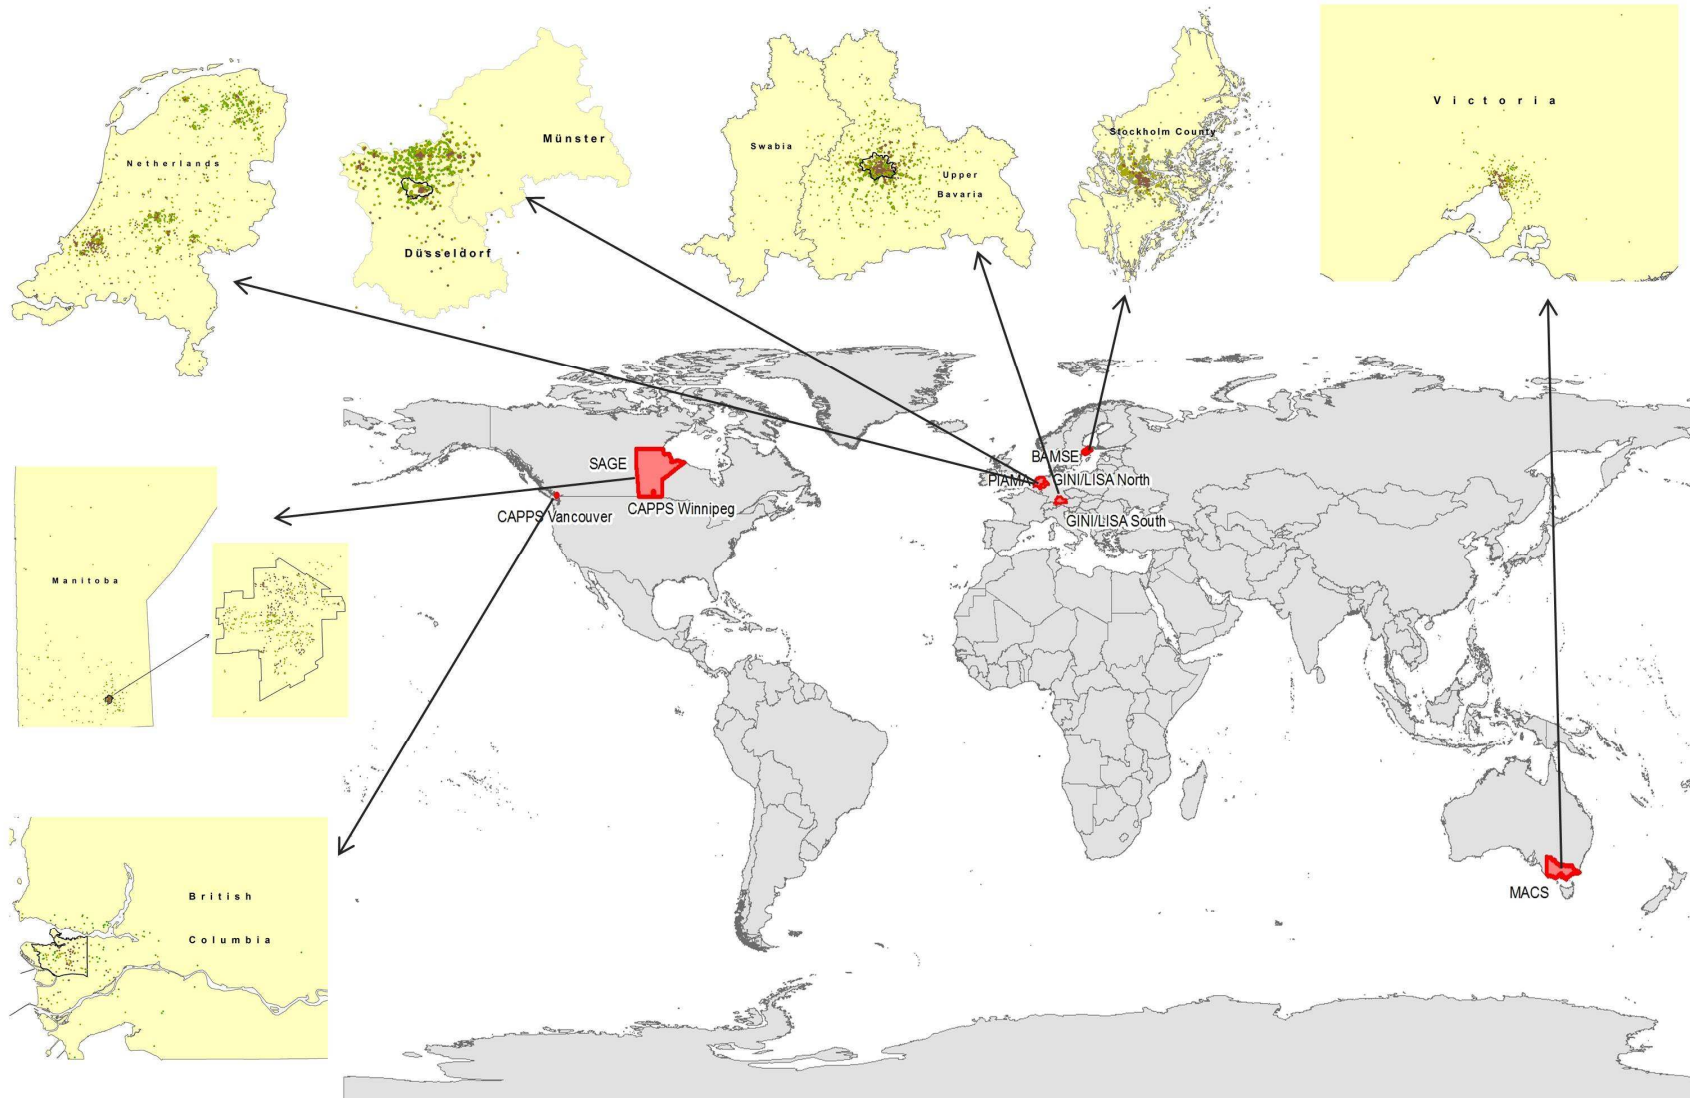 Netherlands
Münster
Düsseldorf
Swabia
Upper
Bavaria
Stockholm County
Victoria
SAGE
CAPPS Vancouver
CAPPS Winnipeg
BAMSE
PIAMA
GINI/LISA North
GINI/LISA South
MACS
Manitoba
British
Columbia